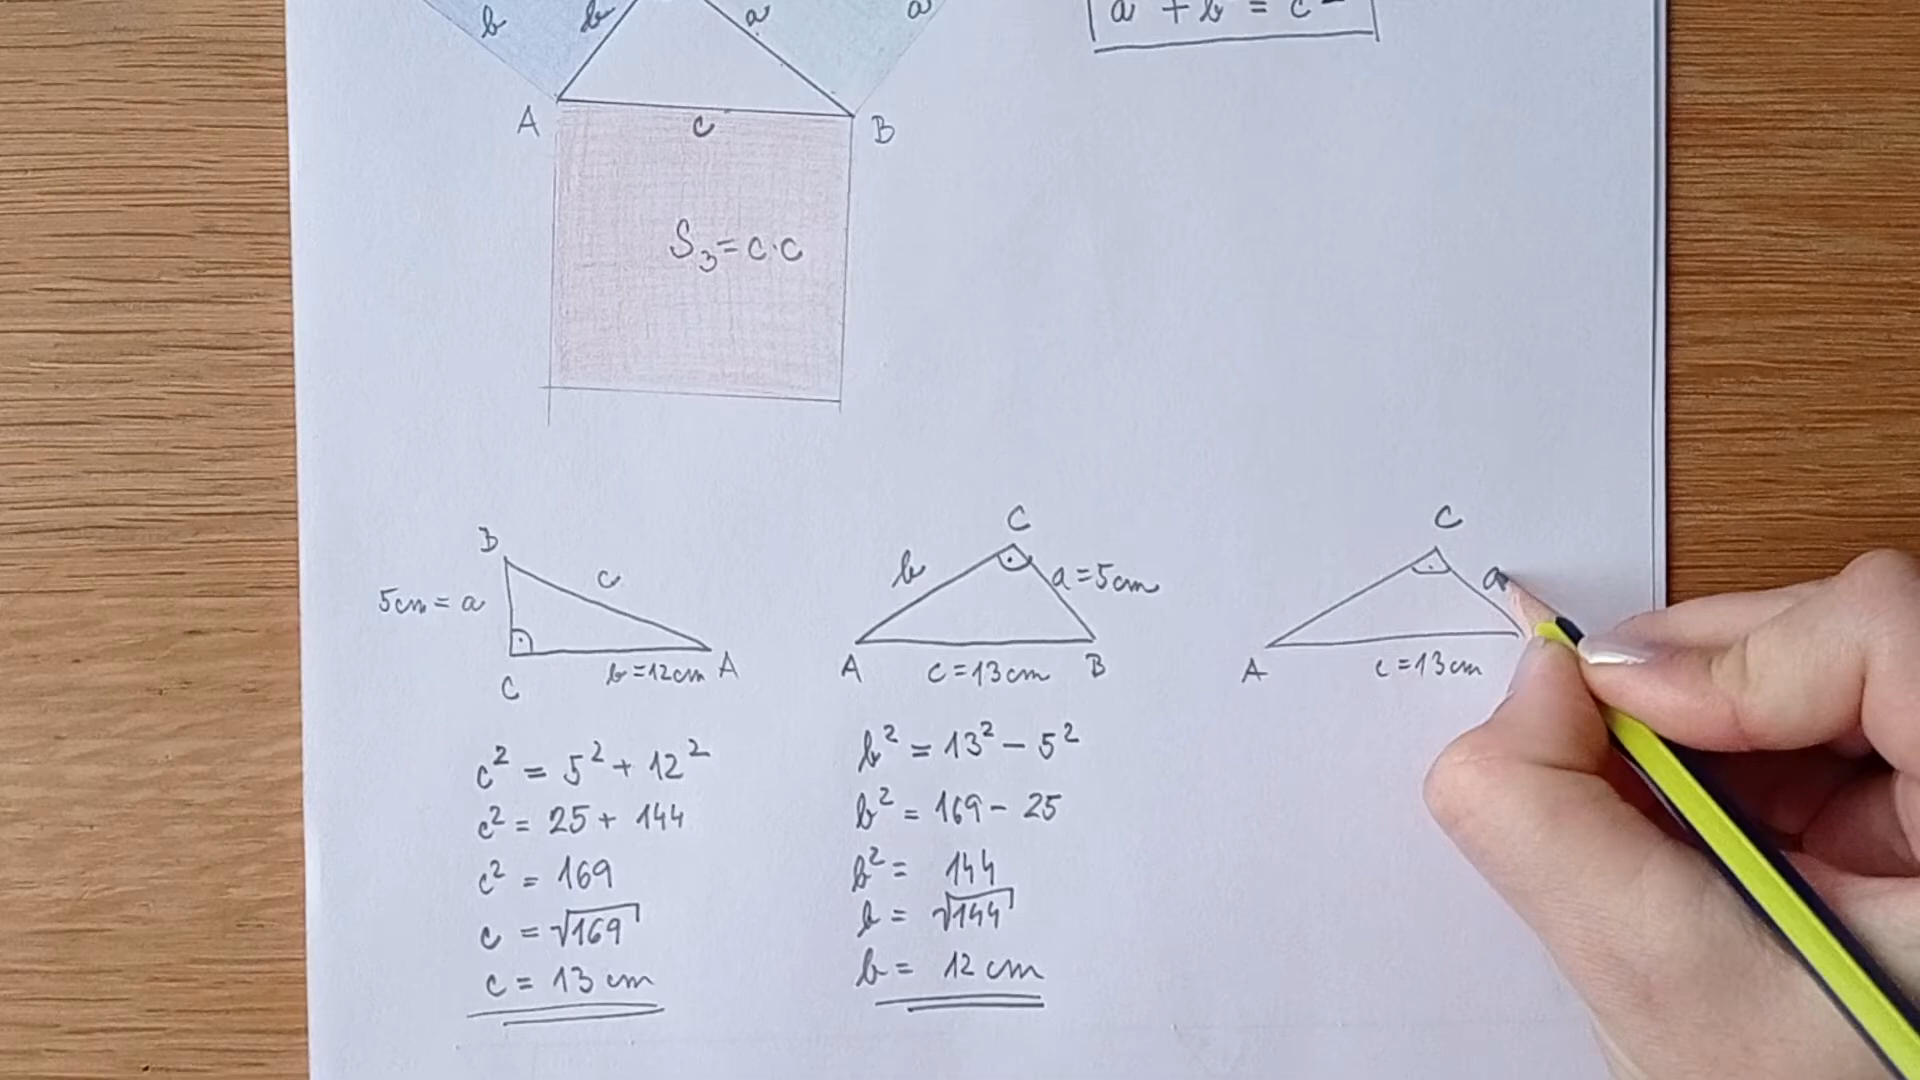 b
b
a
a
a + b = c²
A
c
B
S₃ = c·c
B
5cm = a
c
C
b = 12cm
A
c² = 5² + 12²
c² = 25 + 144
c² = 169
c = √169
c = 13 cm
C
b
a = 5cm
A
c = 13cm
B
b² = 13² − 5²
b² = 169 − 25
b² = 144
b = √144
b = 12 cm
C
a
A
c = 13cm